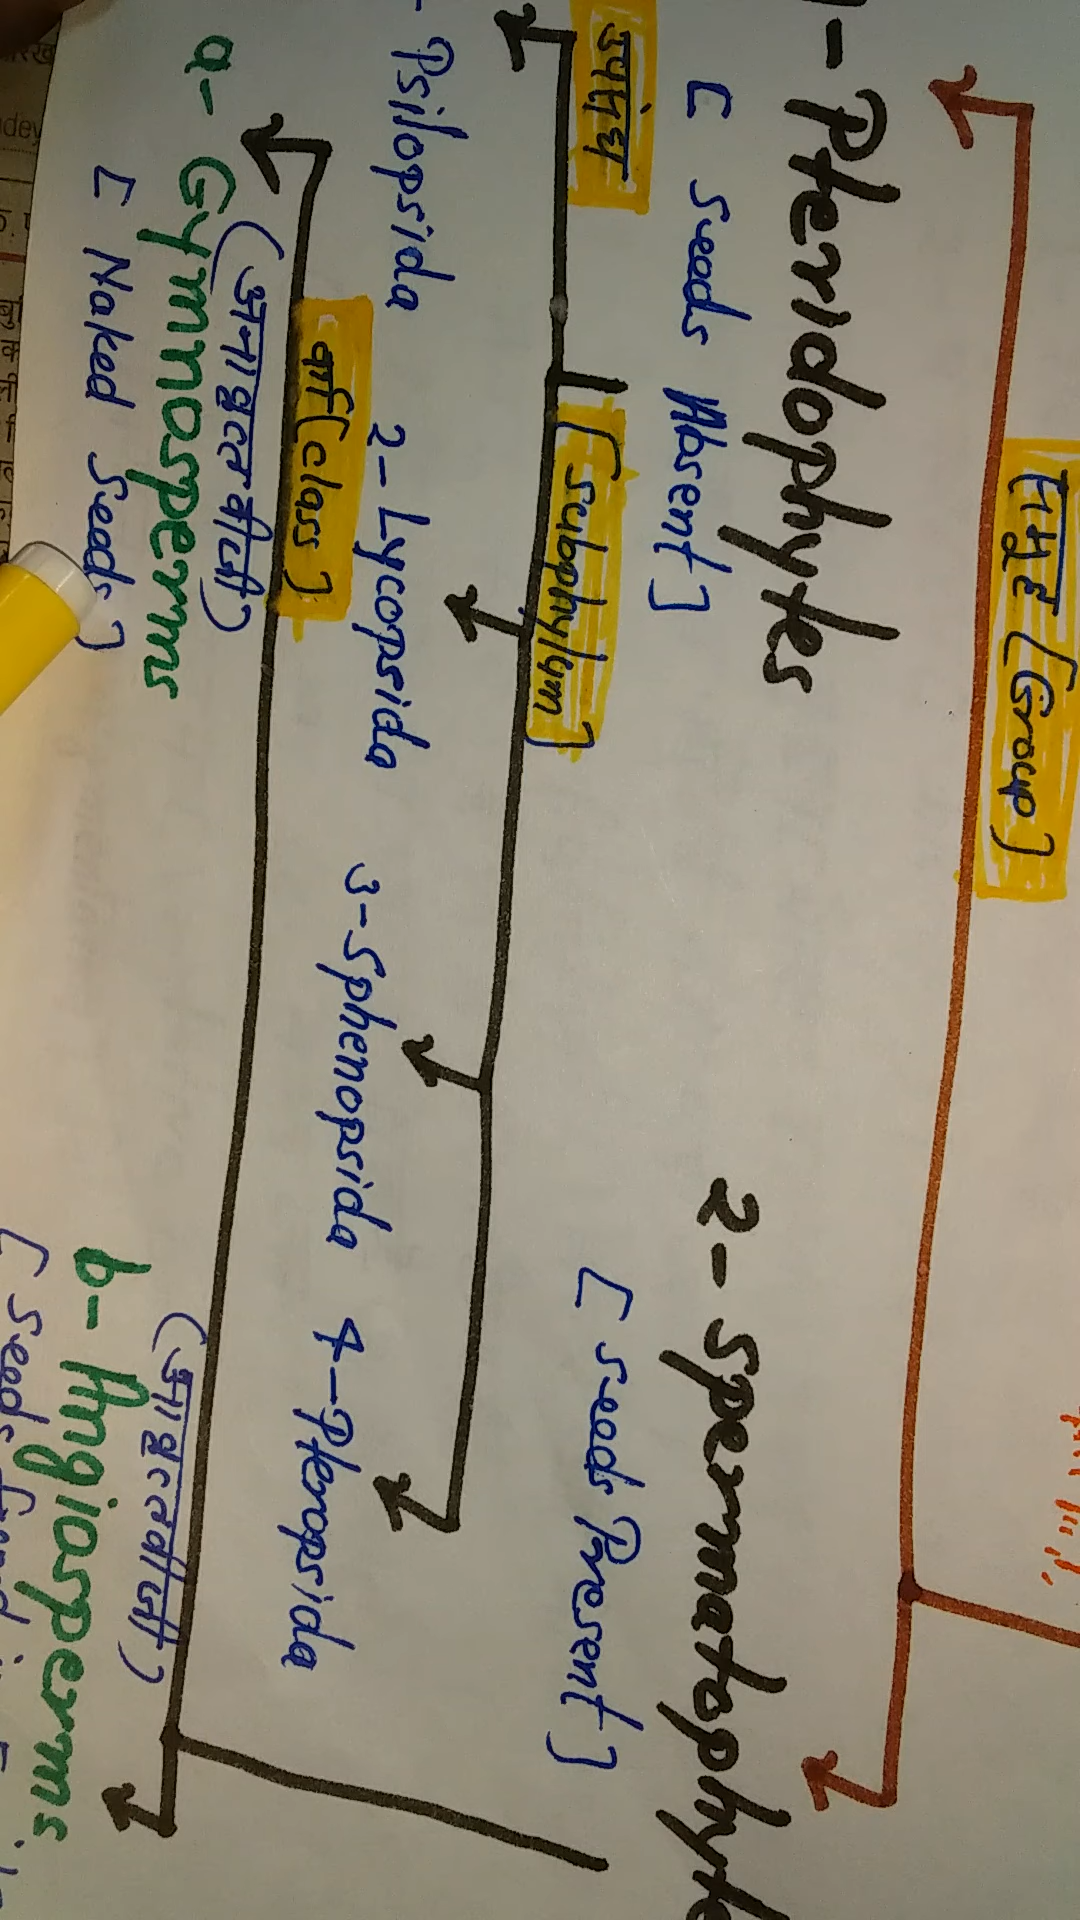 समूह [Group]
1- Pteridophytes
2- Spermatophyte
[ Seeds Absent ]
[ Seeds Present ]
उपसंघ
[Subphylum]
- Psilopsida
2- Lycopsida
3- Sphenopsida
4- Pteropsida
वर्ग [class]
(अनावृत्तबीजी)
(आवृत्तबीजी)
a- Gymnosperms
b- Angiosperms
[ Naked Seeds ]
[ Seeds